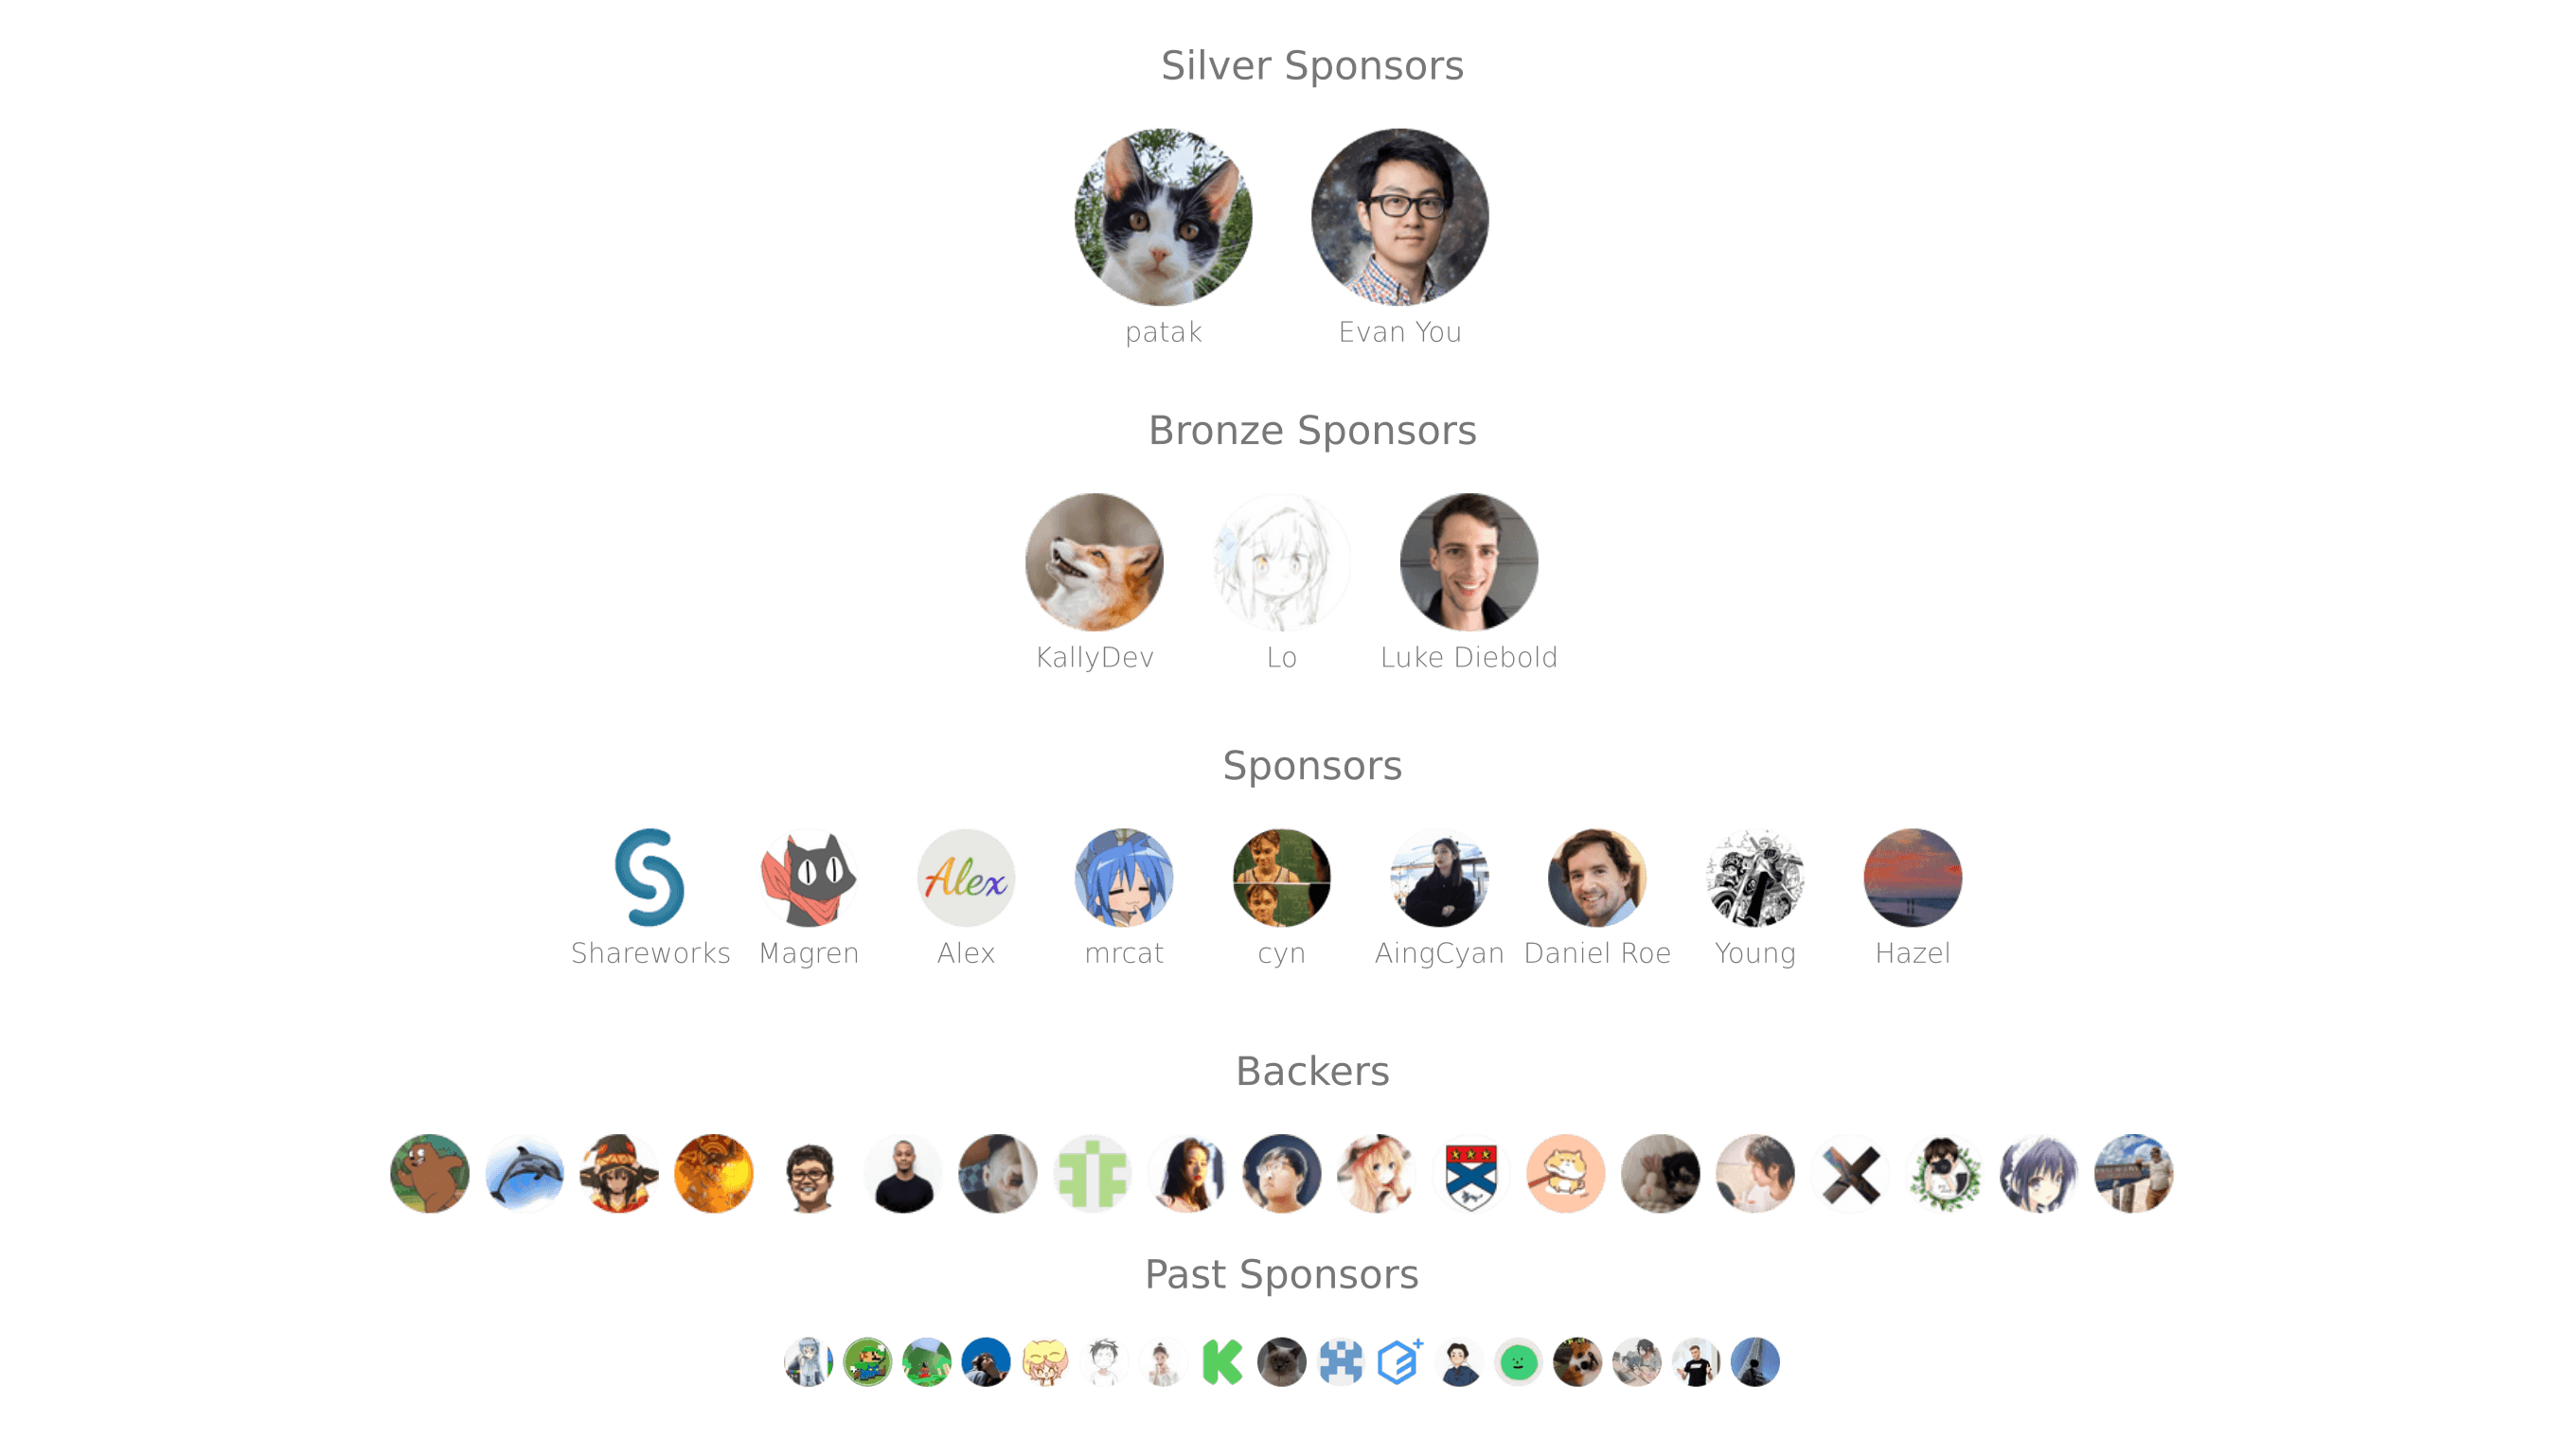 Silver Sponsors
patak Evan You
Bronze Sponsors
KallyDev Lo Luke Diebold
Sponsors
Alex
Shareworks Magren Alex mrcat cyn AingCyan Daniel Roe Young Hazel
Backers
Past Sponsors